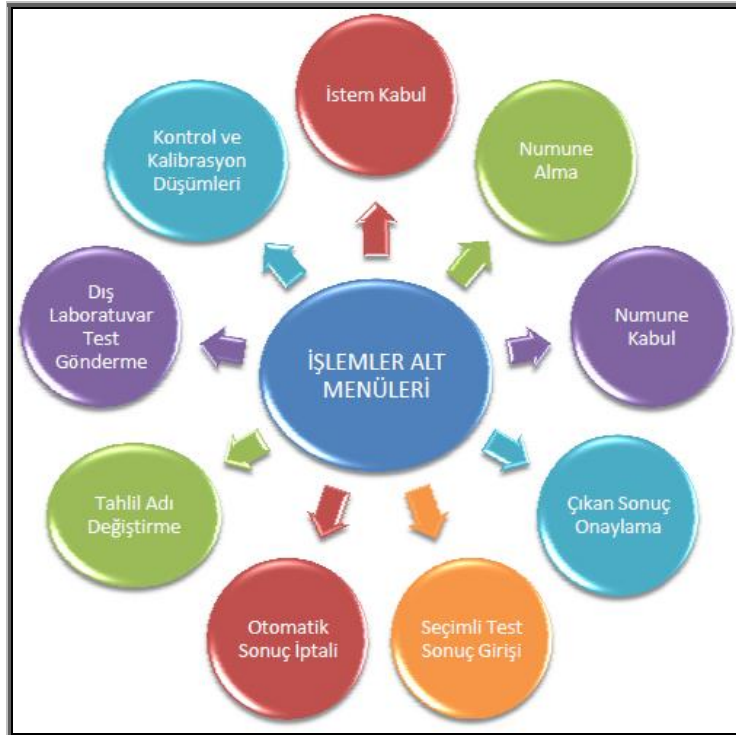 İŞLEMLER ALT
MENÜLERİ
İstem Kabul
Numune
Alma
Numune
Kabul
Çıkan Sonuç
Onaylama
Seçimli Test
Sonuç Girişi
Otomatik
Sonuç İptali
Tahlil Adı
Değiştirme
Dış
Laboratuvar
Test
Gönderme
Kontrol ve
Kalibrasyon
Düşümleri